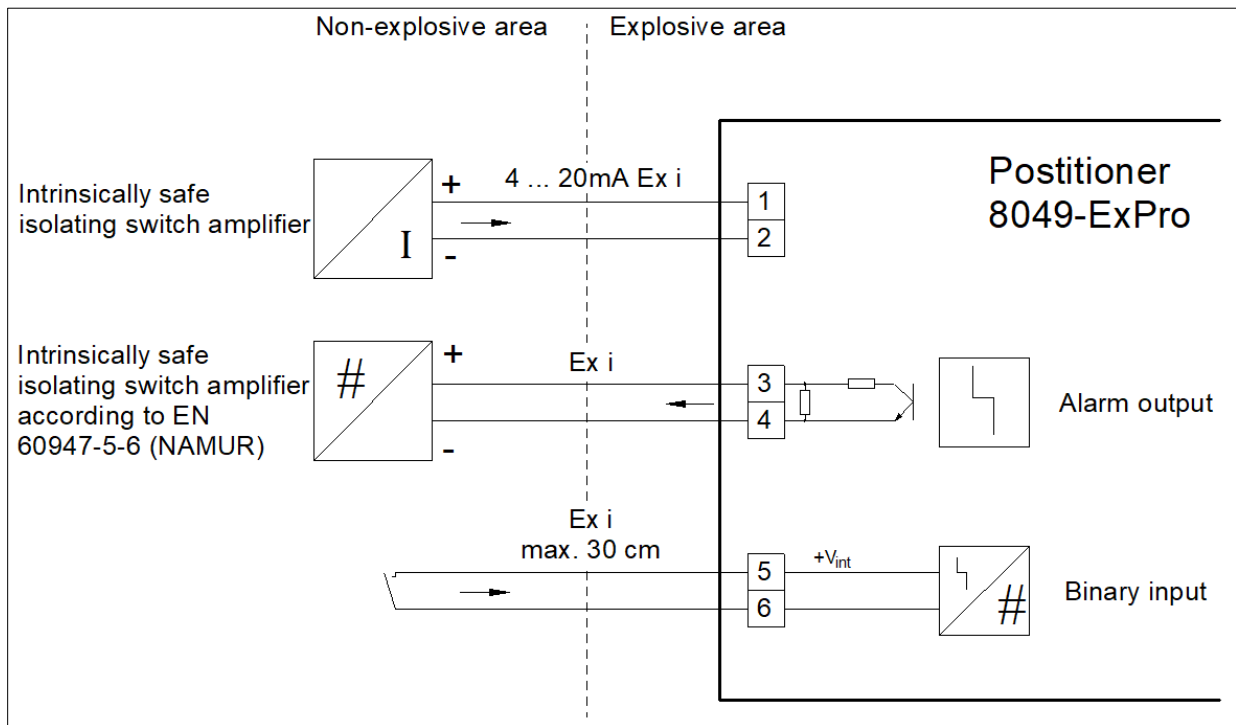 Non-explosive area
Explosive area
Intrinsically safe
isolating switch amplifier
+
I
-
4 ... 20mA Ex i
1
2
Postitioner
8049-ExPro
Intrinsically safe
isolating switch amplifier
according to EN
60947-5-6 (NAMUR)
#
+
-
Ex i
3
4
Alarm output
Ex i
max. 30 cm
5
6
+Vint
#
Binary input